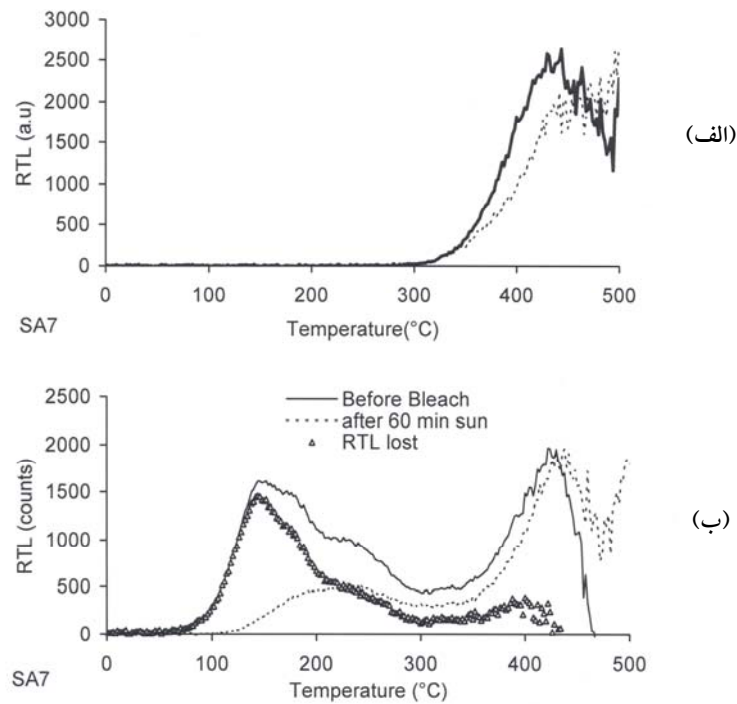 3000
2500
2000
1500
1000
500
0
RTL (a.u)
0 100 200 300 400 500
Temperature(°C)
SA7
(الف)
2500
2000
1500
1000
500
0
RTL (counts)
Before Bleach
after 60 min sun
RTL lost
0 100 200 300 400 500
Temperature (°C)
SA7
(ب)